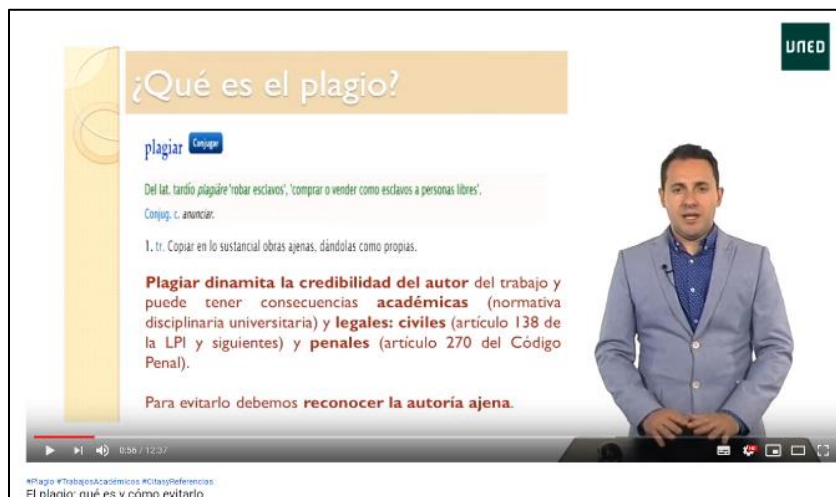 UNED
¿Qué es el plagio?
plagiar Conjugar
Del lat. tardío plagiāre 'robar esclavos', 'comprar o vender como esclavos a personas libres'.
Conjug. c. anunciar.
1. tr. Copiar en lo sustancial obras ajenas, dándolas como propias.
Plagiar dinamita la credibilidad del autor del trabajo y
puede tener consecuencias académicas (normativa
disciplinaria universitaria) y legales: civiles (artículo 138 de
la LPI y siguientes) y penales (artículo 270 del Código
Penal).
Para evitarlo debemos reconocer la autoría ajena.
0:56 / 12:37
#Plagio #TrabajosAcadémicos #CitasyReferencias
El plagio: qué es y cómo evitarlo